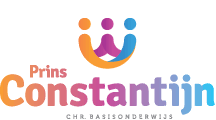 Prins
Constantijn
CHR. BASISONDERWIJS